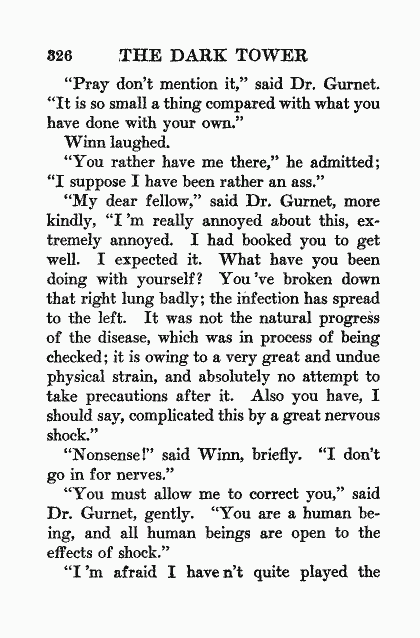 326 THE DARK TOWER
“Pray don’t mention it,” said Dr. Gurnet.
“It is so small a thing compared with what you
have done with your own.”
Winn laughed.
“You rather have me there,” he admitted;
“I suppose I have been rather an ass.”
“My dear fellow,” said Dr. Gurnet, more
kindly, “I ’m really annoyed about this, ex-
tremely annoyed. I had booked you to get
well. I expected it. What have you been
doing with yourself? You ’ve broken down
that right lung badly; the infection has spread
to the left. It was not the natural progress
of the disease, which was in process of being
checked; it is owing to a very great and undue
physical strain, and absolutely no attempt to
take precautions after it. Also you have, I
should say, complicated this by a great nervous
shock.”
“Nonsense!” said Winn, briefly. “I don’t
go in for nerves.”
“You must allow me to correct you,” said
Dr. Gurnet, gently. “You are a human be-
ing, and all human beings are open to the
effects of shock.”
“I ’m afraid I have n’t quite played the